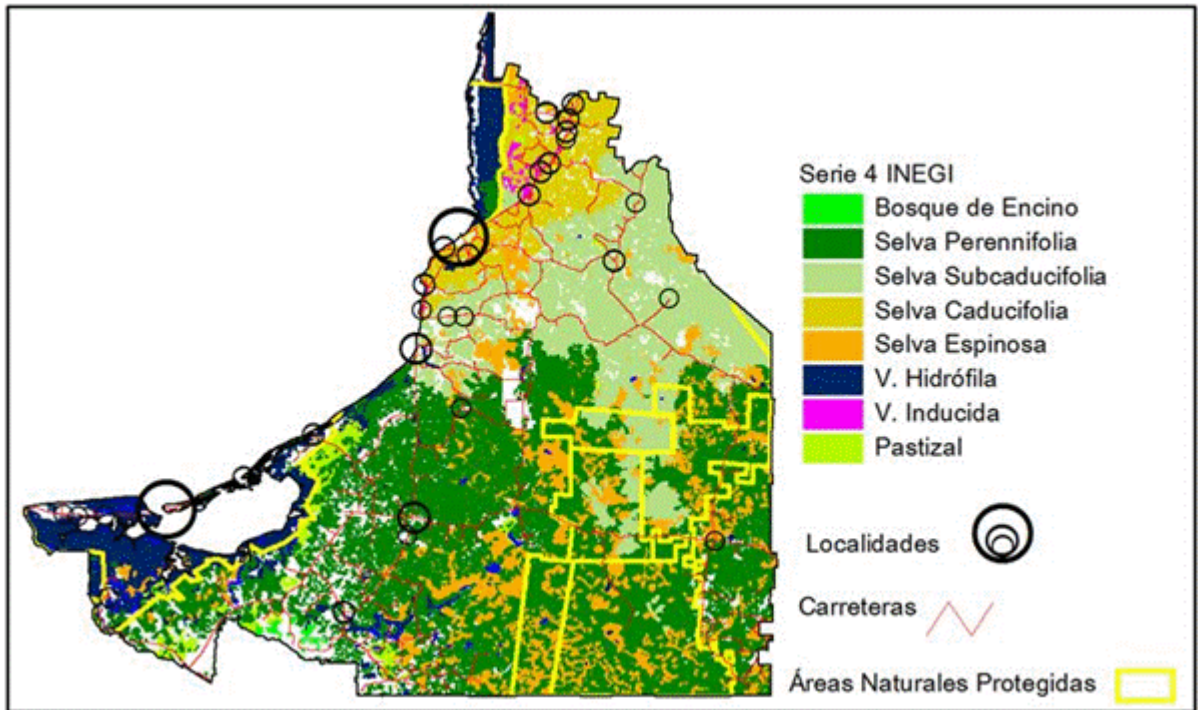 Serie 4 INEGI
Bosque de Encino
Selva Perennifolia
Selva Subcaducifolia
Selva Caducifolia
Selva Espinosa
V. Hidrófila
V. Inducida
Pastizal
Localidades
Carreteras
Áreas Naturales Protegidas